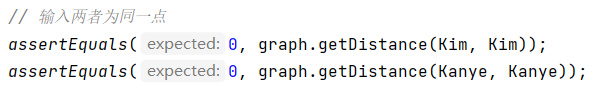 // 输入两者为同一点
assertEquals( expected: 0, graph.getDistance(Kim, Kim));
assertEquals( expected: 0, graph.getDistance(Kanye, Kanye));